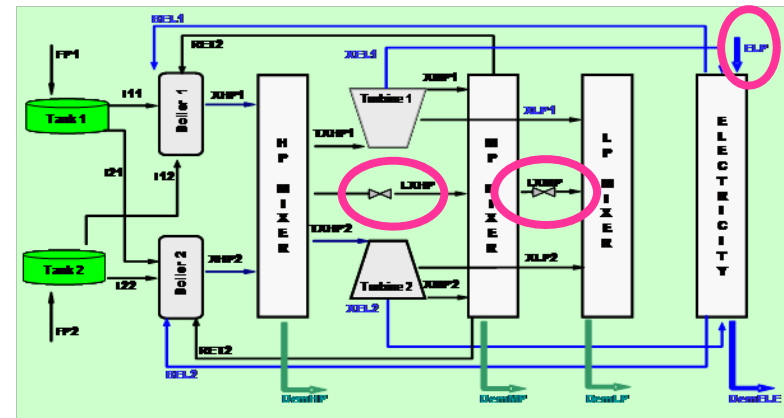 REL1
RET2
XEL1
ELP
FP1
I11
Boiler 1
XHP1
Turbine 1
XMP1
Tank 1
TXHP1
XLP1
I21
I12
HP MIXER
MP MIXER
LP MIXER
ELECTRICITY
LXHP
LXMP
Boiler 2
TXHP2
Tank 2
XHP2
XLP2
I22
Turbine 2
XMP2
XEL2
FP2
RET2
REL2
DemHP
DemMP
DemLP
DemELE